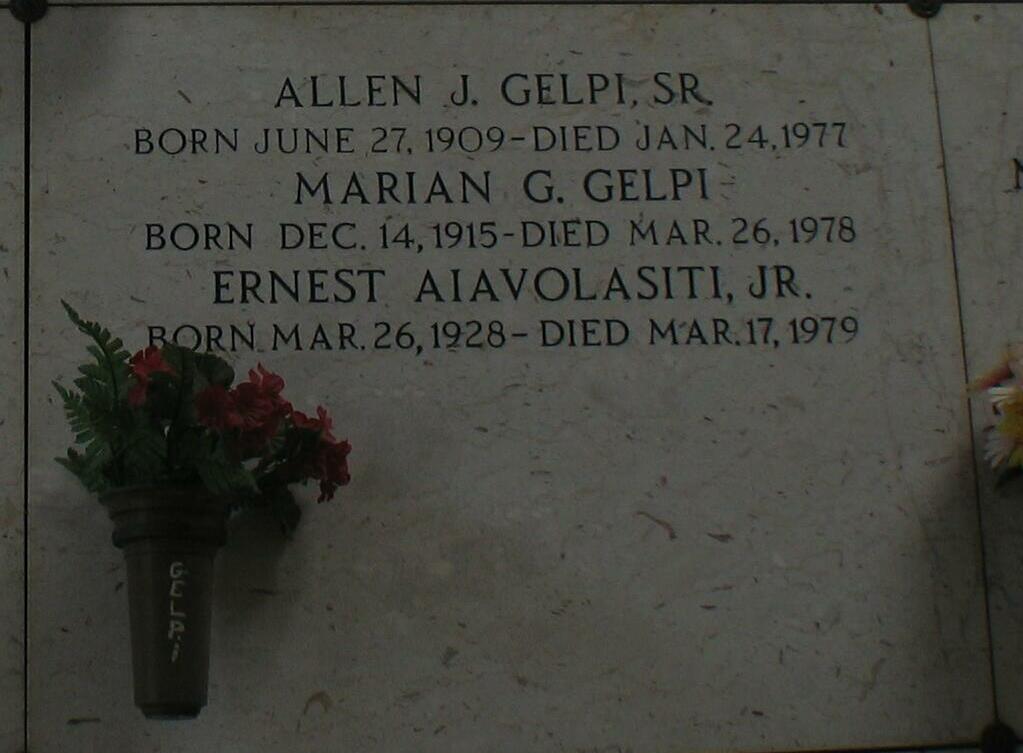 ALLEN J. GELPI, SR.
BORN JUNE 27, 1909-DIED JAN. 24, 1977
MARIAN G. GELPI
BORN DEC. 14, 1915-DIED MAR. 26, 1978
ERNEST AIAVOLASITI, JR.
BORN MAR. 26, 1928-DIED MAR. 17, 1979
GELPI